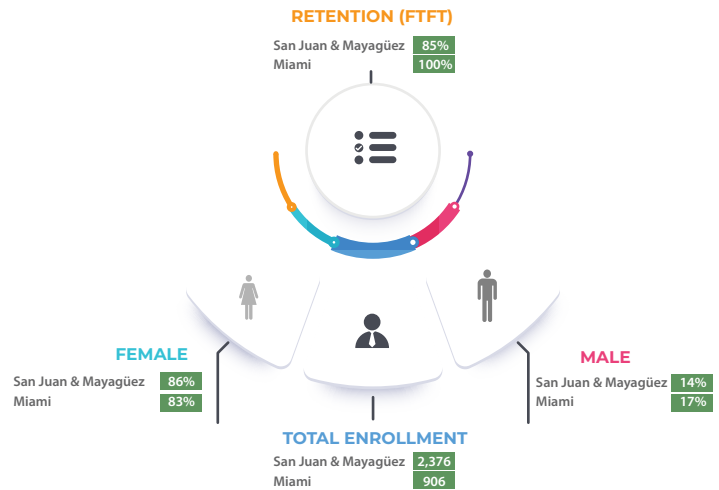 RETENTION (FTFT)
San Juan & Mayagüez 85%
Miami 100%
FEMALE
San Juan & Mayagüez 86%
Miami 83%
MALE
San Juan & Mayagüez 14%
Miami 17%
TOTAL ENROLLMENT
San Juan & Mayagüez 2,376
Miami 906